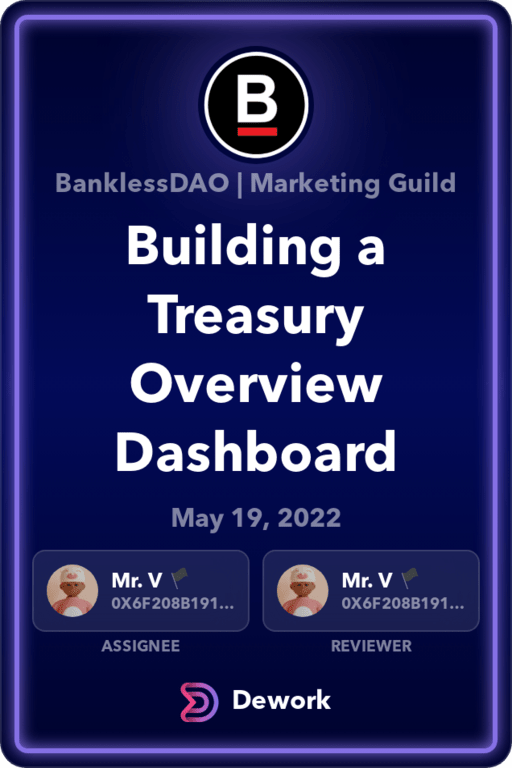 B
BanklessDAO | Marketing Guild
Building a
Treasury
Overview
Dashboard
May 19, 2022
Mr. V 🏴
0X6F208B191...
Mr. V 🏴
0X6F208B191...
ASSIGNEE
REVIEWER
Dework